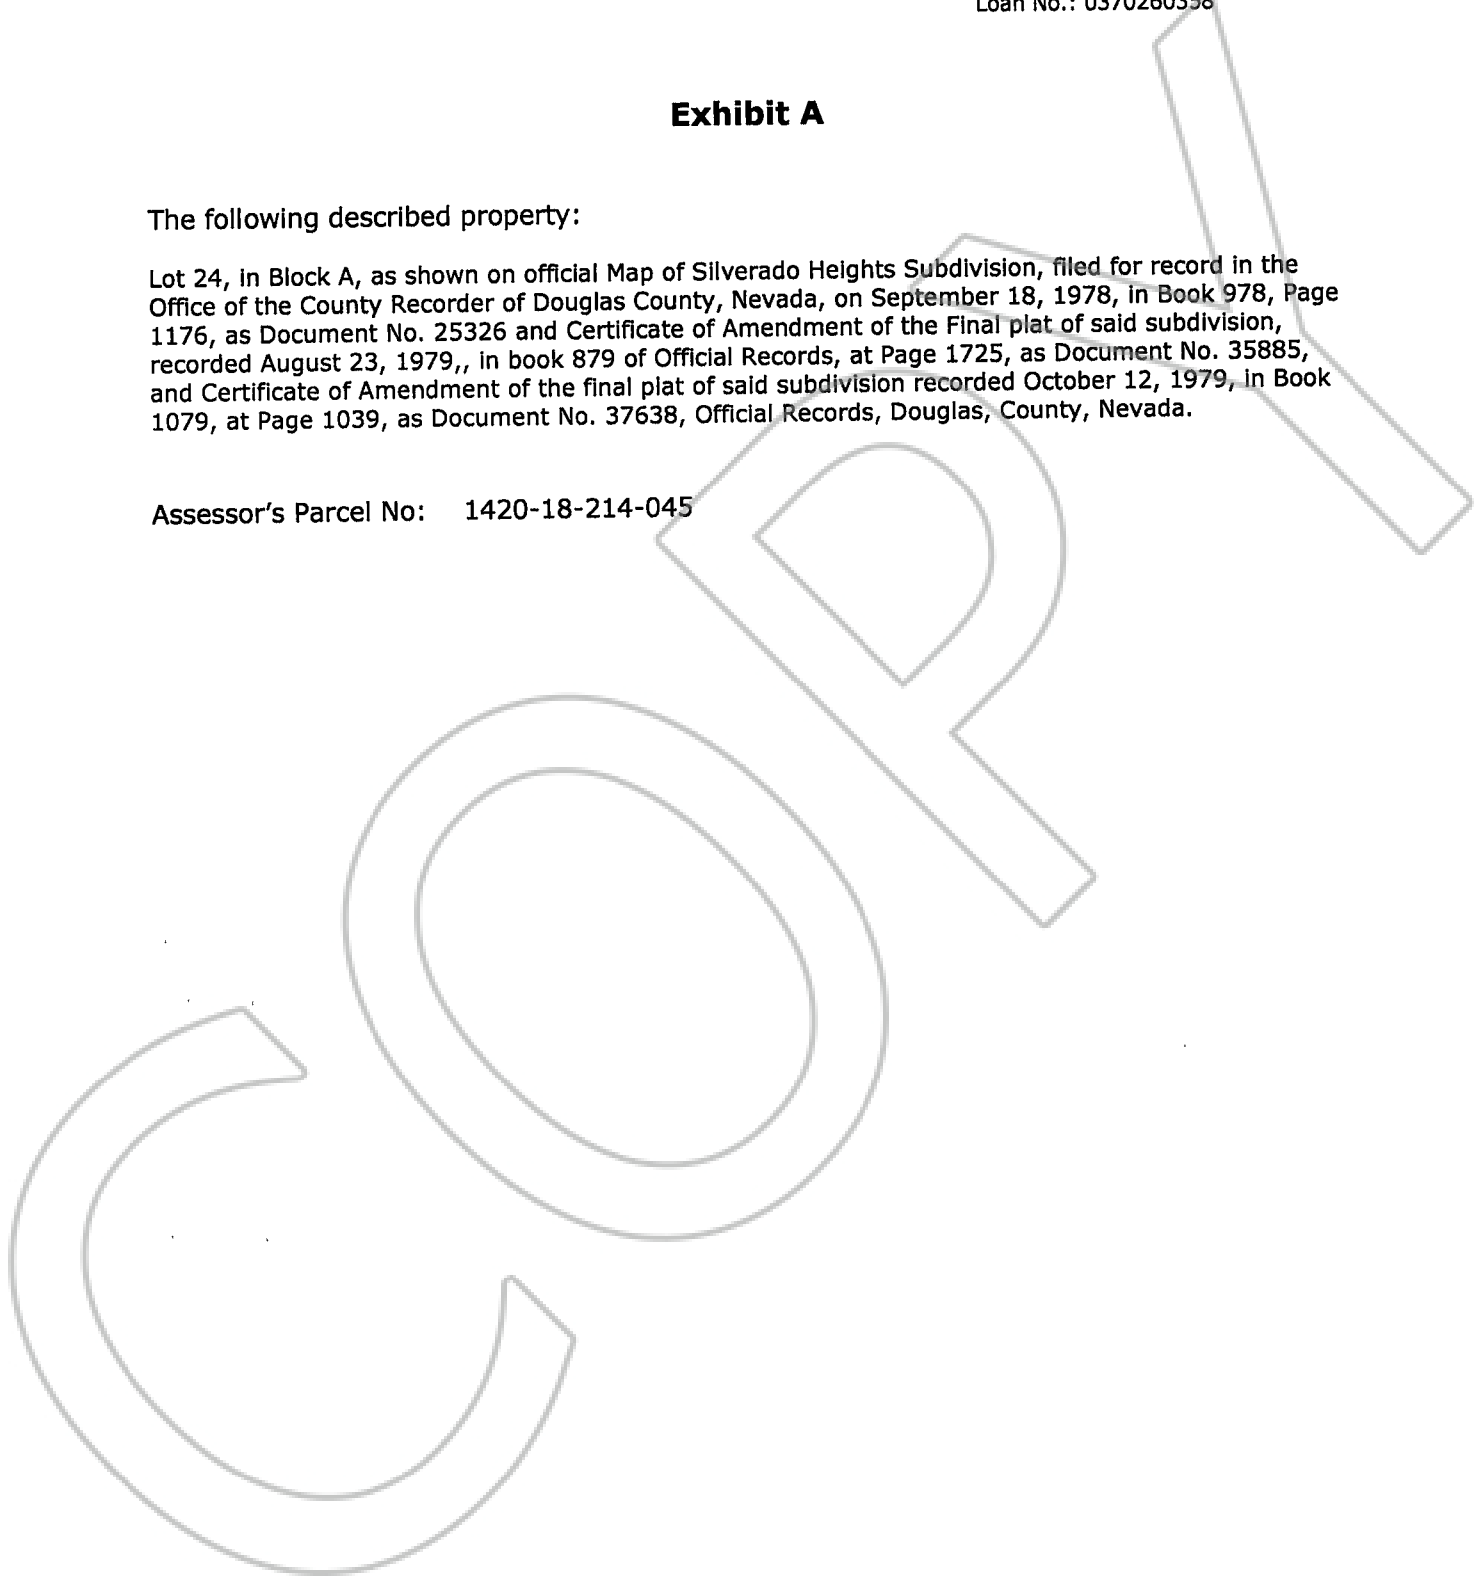 Loan No.: 0370260358
Exhibit A
The following described property:
Lot 24, in Block A, as shown on official Map of Silverado Heights Subdivision, filed for record in the
Office of the County Recorder of Douglas County, Nevada, on September 18, 1978, in Book 978, Page
1176, as Document No. 25326 and Certificate of Amendment of the Final plat of said subdivision,
recorded August 23, 1979,, in book 879 of Official Records, at Page 1725, as Document No. 35885,
and Certificate of Amendment of the final plat of said subdivision recorded October 12, 1979, in Book
1079, at Page 1039, as Document No. 37638, Official Records, Douglas, County, Nevada.
Assessor's Parcel No: 1420-18-214-045
COPY